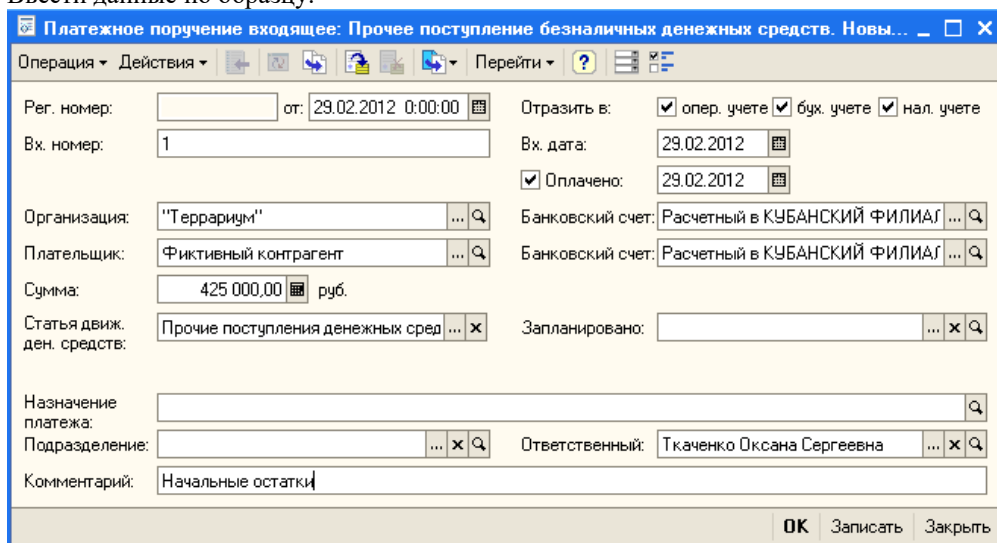 Ввести данные по образцу.
Платежное поручение входящее: Прочее поступление безналичных денежных средств. Новы...
Операция Действия Перейти ?
Рег. номер: от: 29.02.2012 0:00:00 Отразить в: опер. учете бух. учете нал. учете
Вх. номер: 1 Вх. дата: 29.02.2012
Оплачено: 29.02.2012
Организация: "Террариум" ... Банковский счет: Расчетный в КУБАНСКИЙ ФИЛИАЛ ...
Плательщик: Фиктивный контрагент ... Банковский счет: Расчетный в КУБАНСКИЙ ФИЛИАЛ ...
Сумма: 425 000,00 руб.
Статья движ. ден. средств: Прочие поступления денежных сред ... x Запланировано: ... x
Назначение платежа:
Подразделение: ... x Ответственный: Ткаченко Оксана Сергеевна ... x
Комментарий: Начальные остатки
OK Записать Закрыть